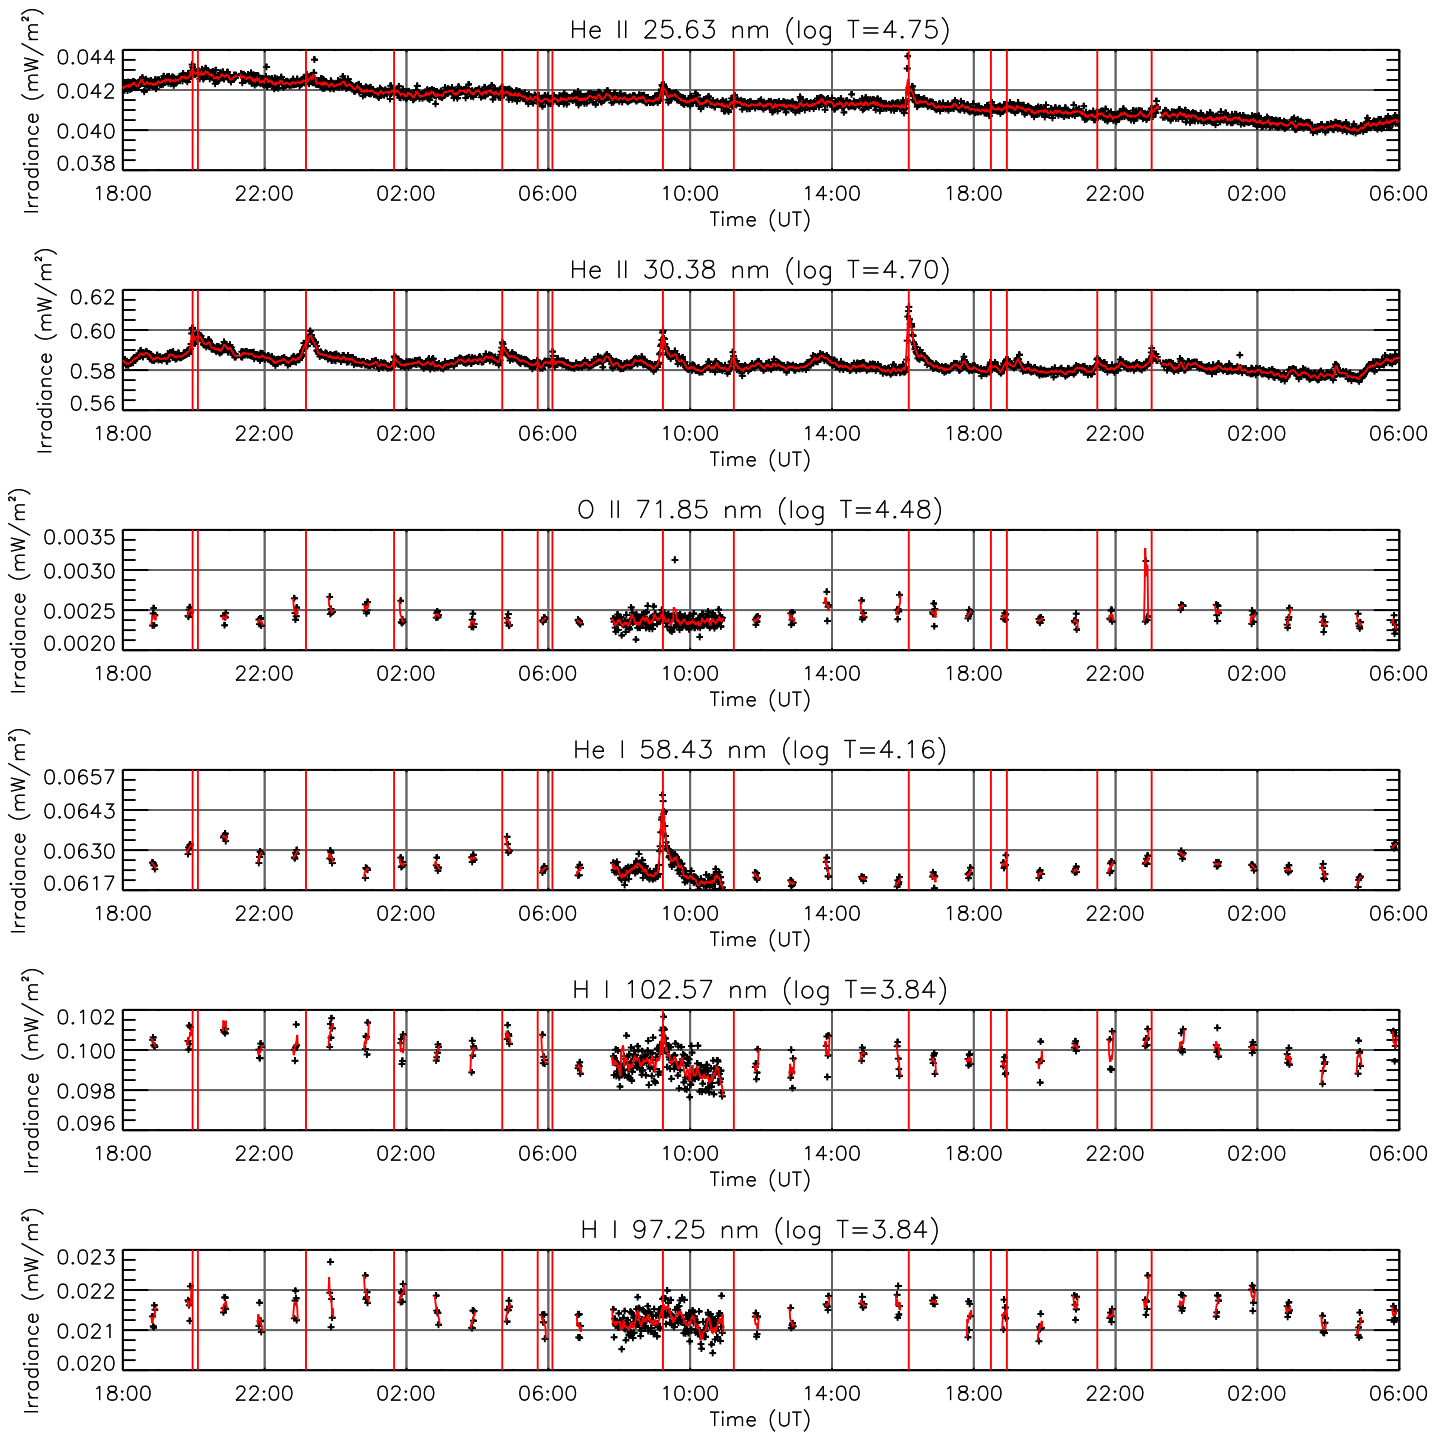 He II 25.63 nm (log T=4.75)
Irradiance (mW/m²)
0.044
0.042
0.040
0.038
18:00 22:00 02:00 06:00 10:00 14:00 18:00 22:00 02:00 06:00
Time (UT)
He II 30.38 nm (log T=4.70)
Irradiance (mW/m²)
0.62
0.60
0.58
0.56
18:00 22:00 02:00 06:00 10:00 14:00 18:00 22:00 02:00 06:00
Time (UT)
O II 71.85 nm (log T=4.48)
Irradiance (mW/m²)
0.0035
0.0030
0.0025
0.0020
18:00 22:00 02:00 06:00 10:00 14:00 18:00 22:00 02:00 06:00
Time (UT)
He I 58.43 nm (log T=4.16)
Irradiance (mW/m²)
0.0657
0.0643
0.0630
0.0617
18:00 22:00 02:00 06:00 10:00 14:00 18:00 22:00 02:00 06:00
Time (UT)
H I 102.57 nm (log T=3.84)
Irradiance (mW/m²)
0.102
0.100
0.098
0.096
18:00 22:00 02:00 06:00 10:00 14:00 18:00 22:00 02:00 06:00
Time (UT)
H I 97.25 nm (log T=3.84)
Irradiance (mW/m²)
0.023
0.022
0.021
0.020
18:00 22:00 02:00 06:00 10:00 14:00 18:00 22:00 02:00 06:00
Time (UT)